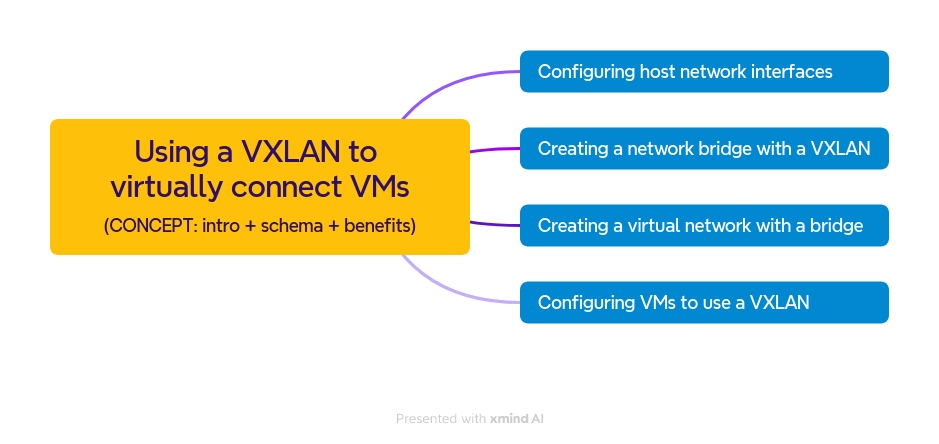 Using a VXLAN to
virtually connect VMs
(CONCEPT: intro + schema + benefits)
Configuring host network interfaces
Creating a network bridge with a VXLAN
Creating a virtual network with a bridge
Configuring VMs to use a VXLAN
Presented with xmind AI